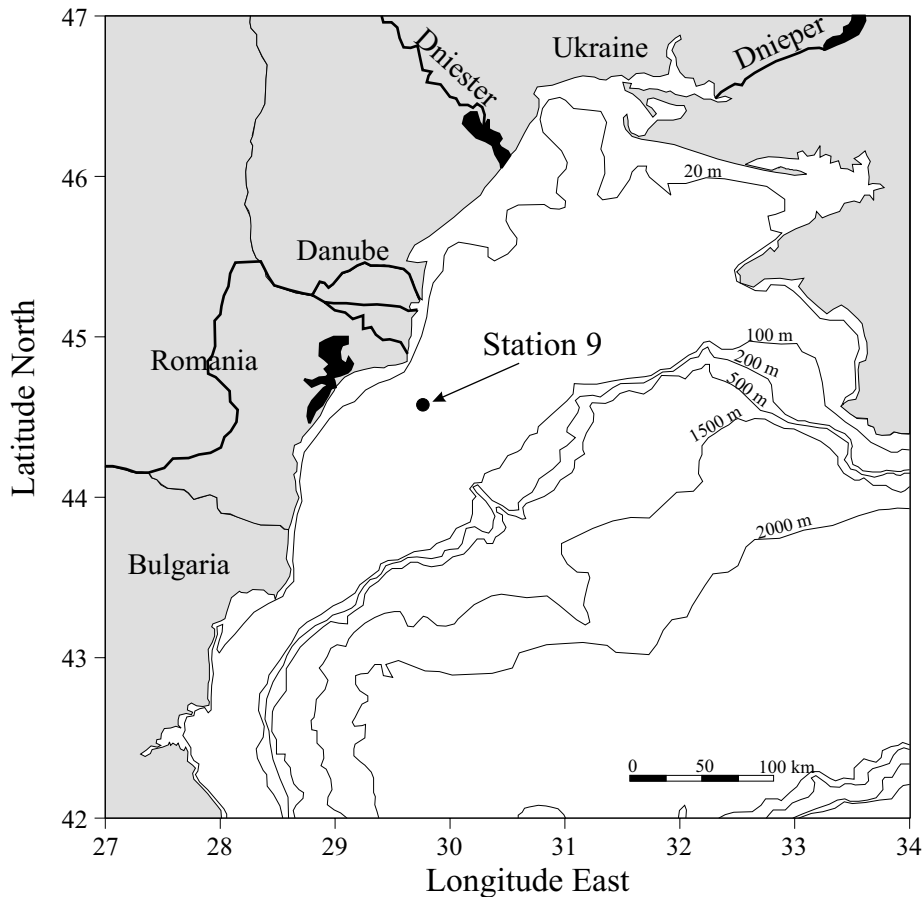 47
46
45
44
43
42
Latitude North
27
28
29
30
31
32
33
34
Longitude East
Ukraine
Dniester
Dnieper
20 m
Danube
Romania
Station 9
100 m
200 m
500 m
1500 m
2000 m
Bulgaria
0
50
100 km